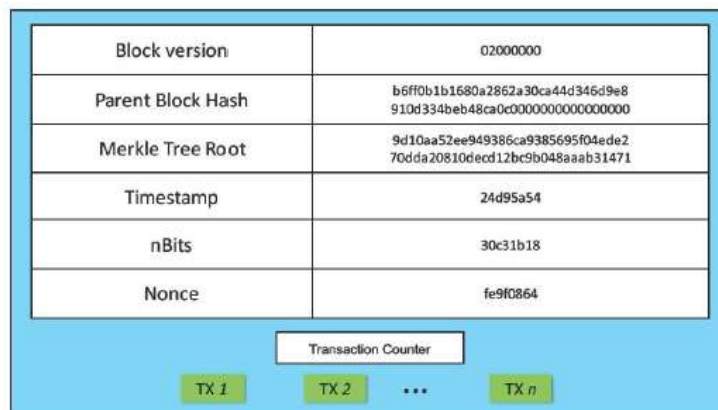 Block version
02000000
Parent Block Hash
b6ff0b1b1680a2862a30ca44d346d9e8
910d334beb48ca0c0000000000000000
Merkle Tree Root
9d10aa52ee949386ca9385695f04ede2
70dda20810decd12bc9b048aaab31471
Timestamp
24d95a54
nBits
30c31b18
Nonce
fe9f0864
Transaction Counter
TX 1 TX 2 ... TX n